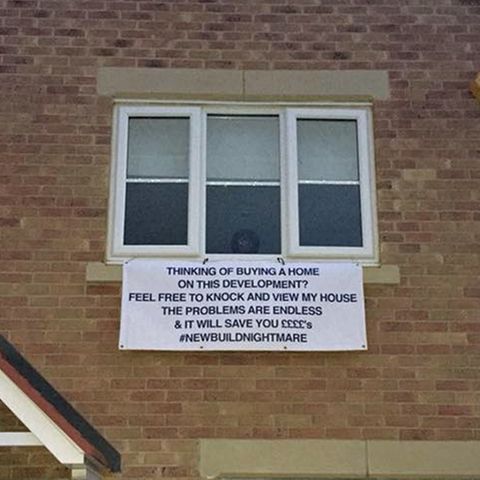 THINKING OF BUYING A HOME
ON THIS DEVELOPMENT?
FEEL FREE TO KNOCK AND VIEW MY HOUSE
THE PROBLEMS ARE ENDLESS
& IT WILL SAVE YOU ££££'s
#NEWBUILDNIGHTMARE